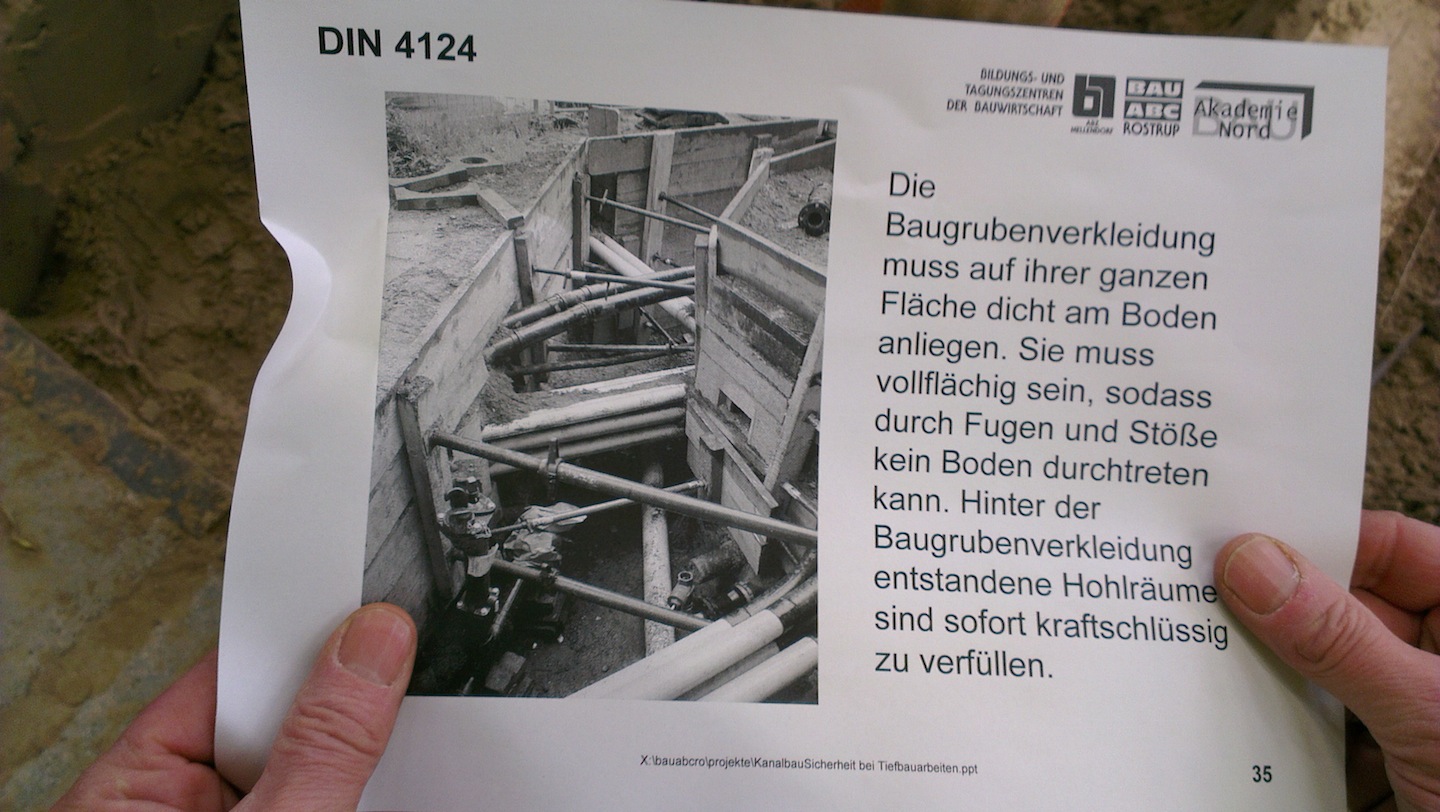 DIN 4124
BILDUNGS- UND
TAGUNGSZENTREN
DER BAUWIRTSCHAFT
ABZ
MELLENDORF
BAU
ABC
ROSTRUP
BAU
Akademie
Nord
Die
Baugrubenverkleidung
muss auf ihrer ganzen
Fläche dicht am Boden
anliegen. Sie muss
vollflächig sein, sodass
durch Fugen und Stöße
kein Boden durchtreten
kann. Hinter der
Baugrubenverkleidung
entstandene Hohlräume
sind sofort kraftschlüssig
zu verfüllen.
X:\bauabcro\projekte\KanalbauSicherheit bei Tiefbauarbeiten.ppt
35